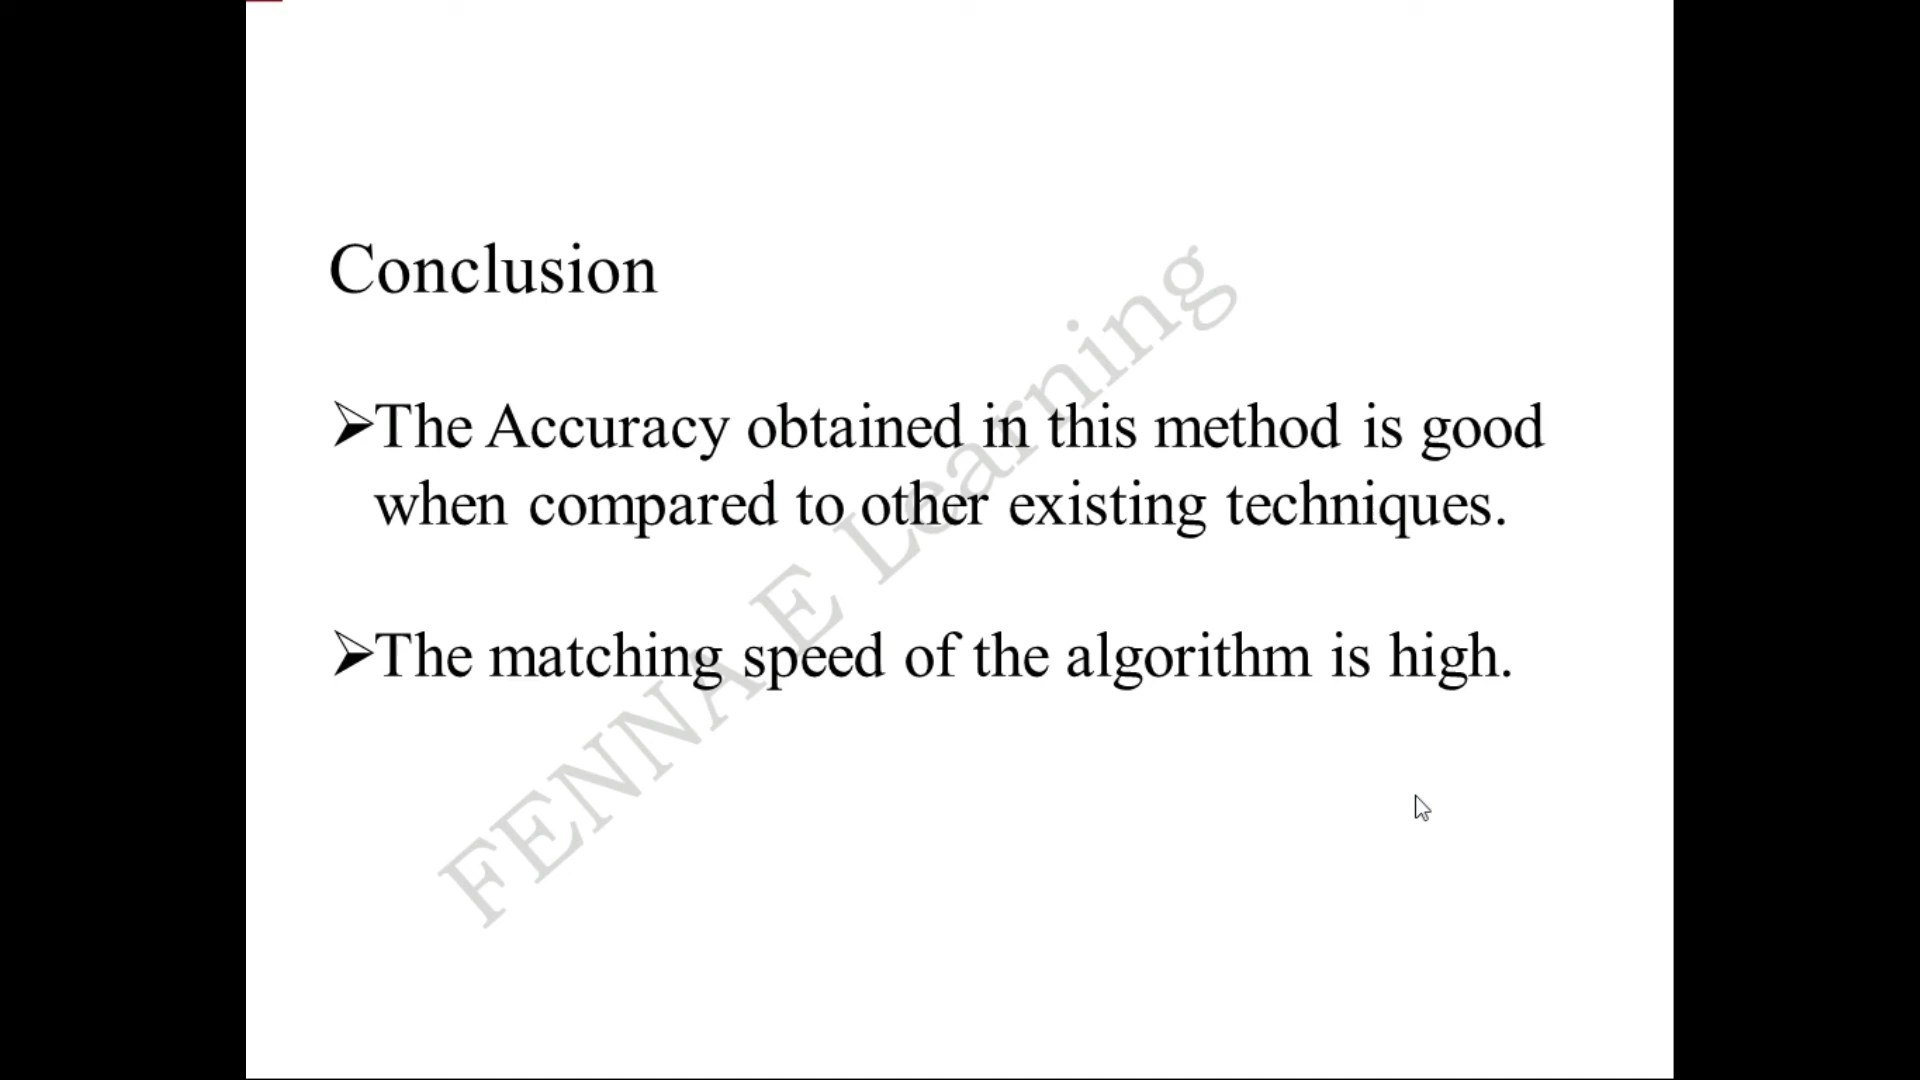 Conclusion
➢The Accuracy obtained in this method is good
when compared to other existing techniques.
➢The matching speed of the algorithm is high.
FENNA E Learning